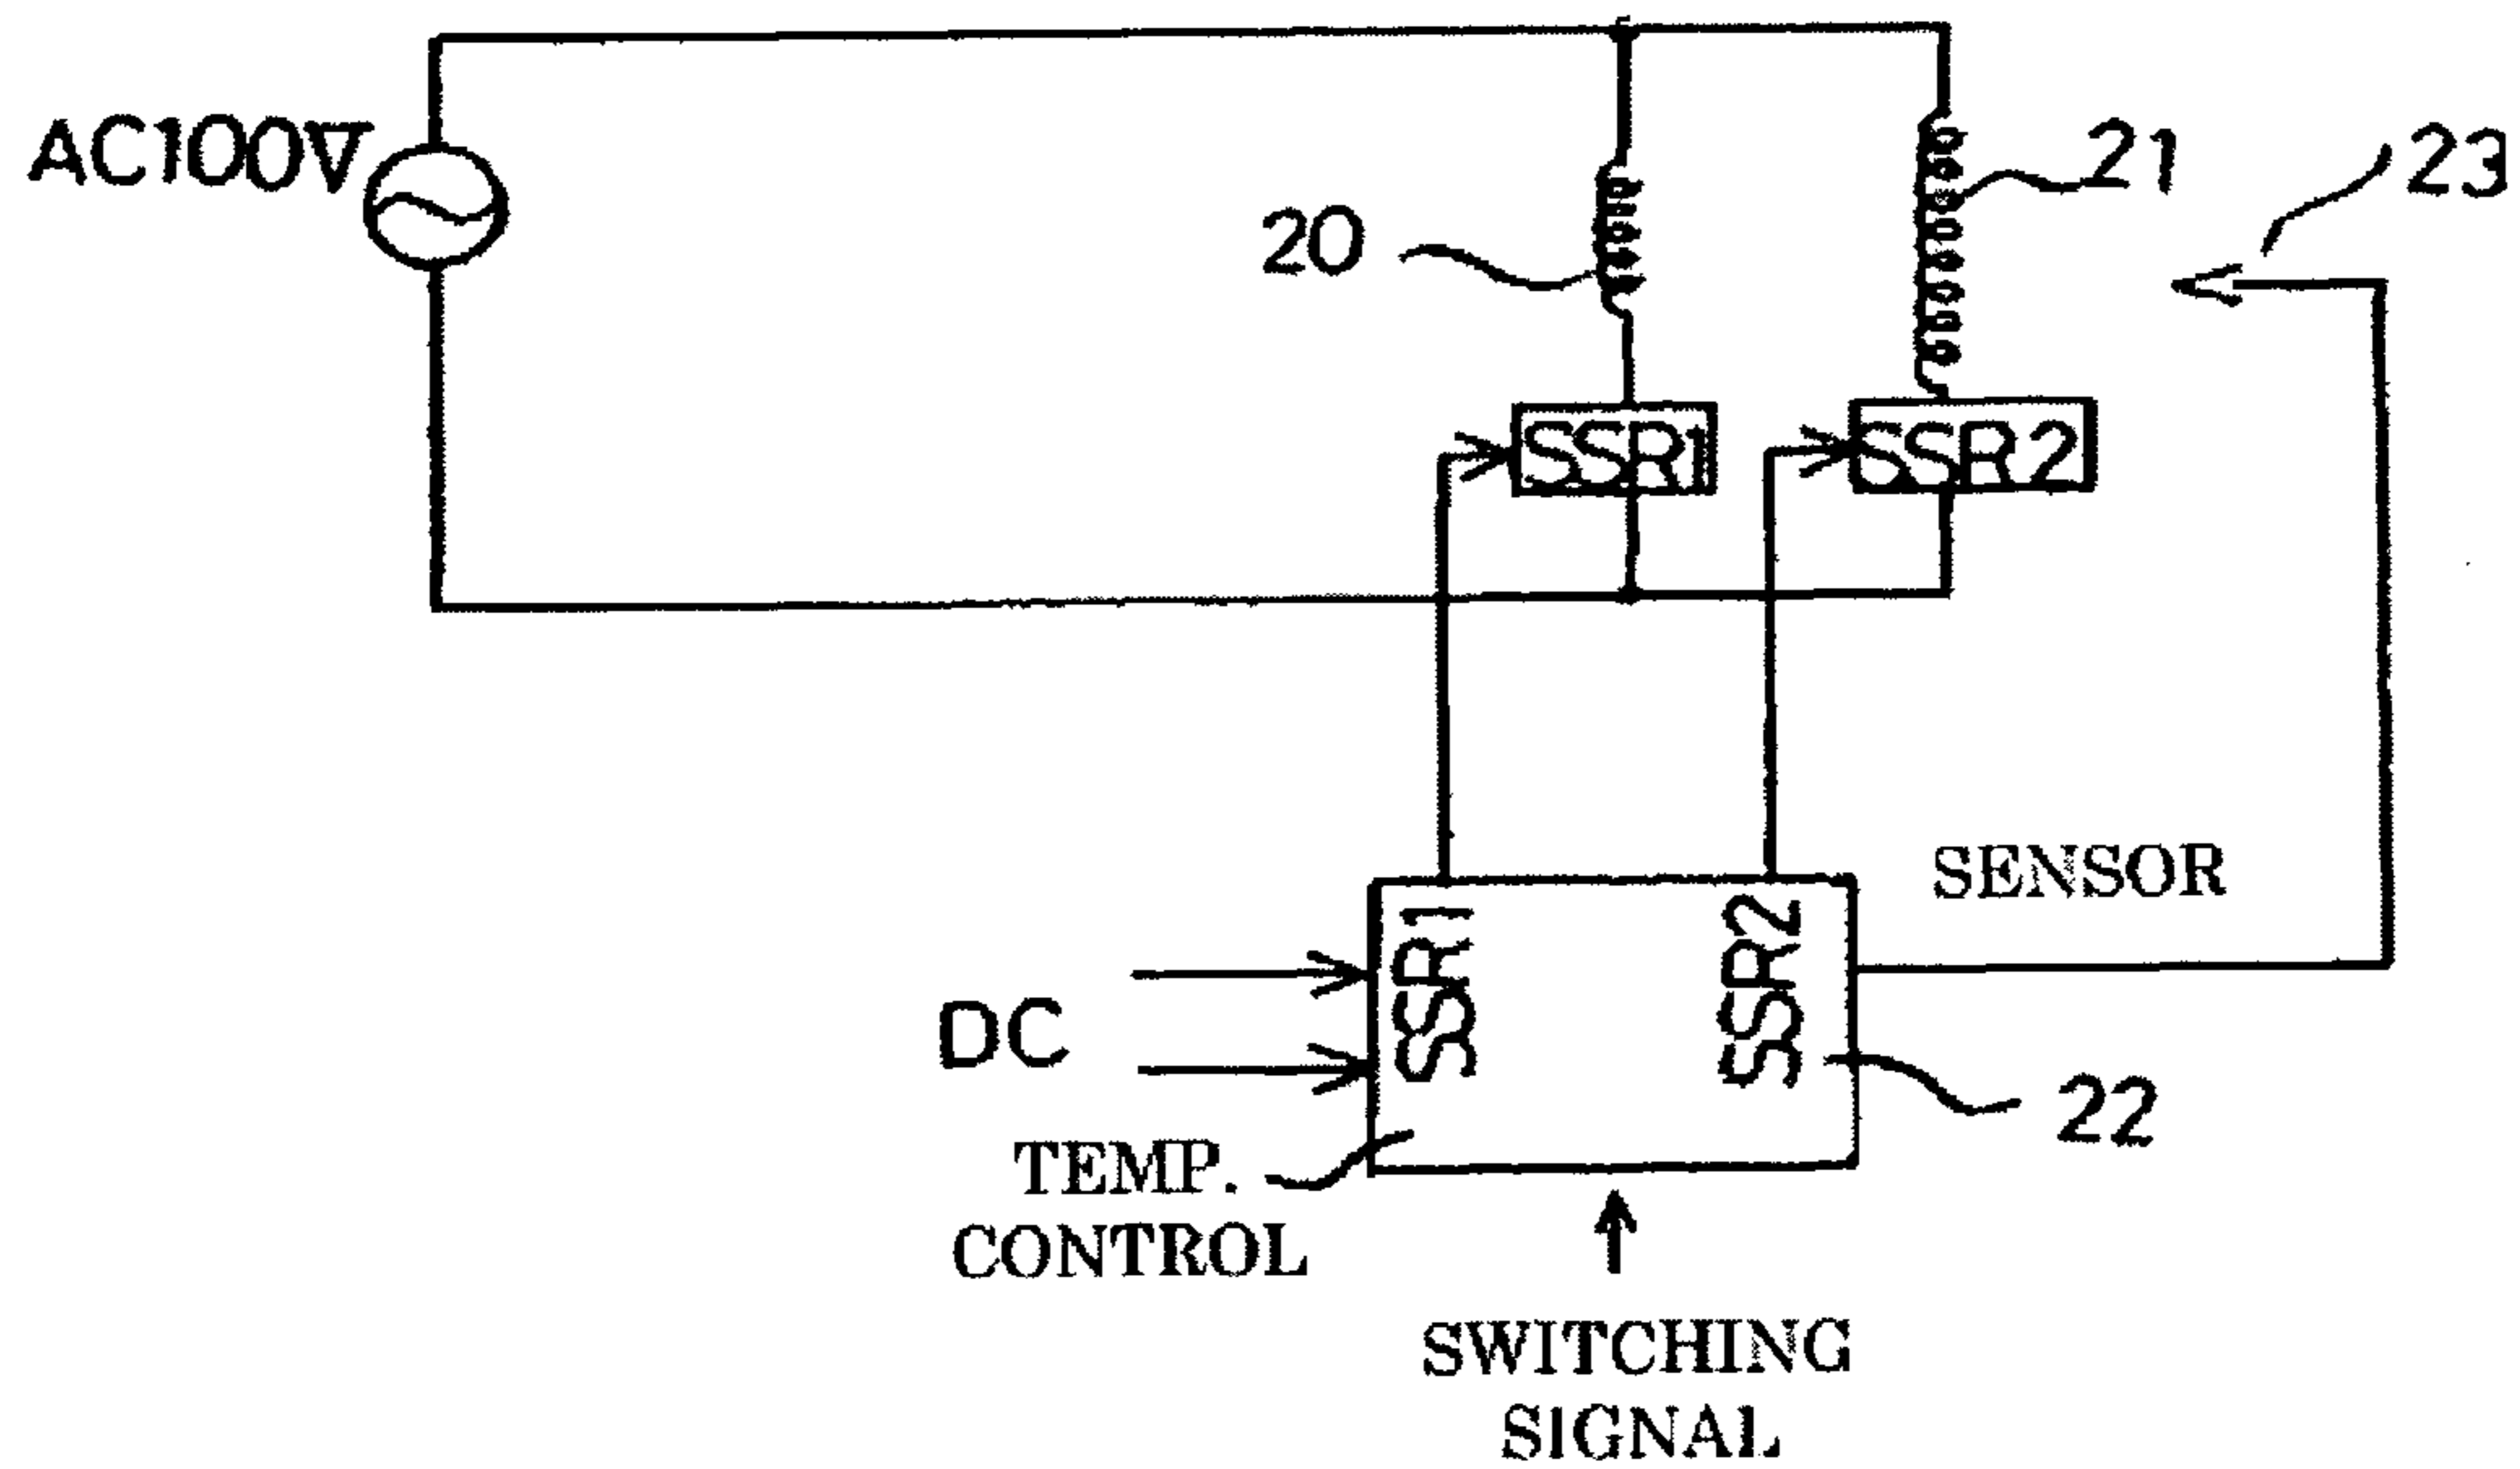 AC100V
20
21
23
SSR1
SSR2
SENSOR
SSR1
SSR2
DC
22
TEMP.
CONTROL
SWITCHING
SIGNAL